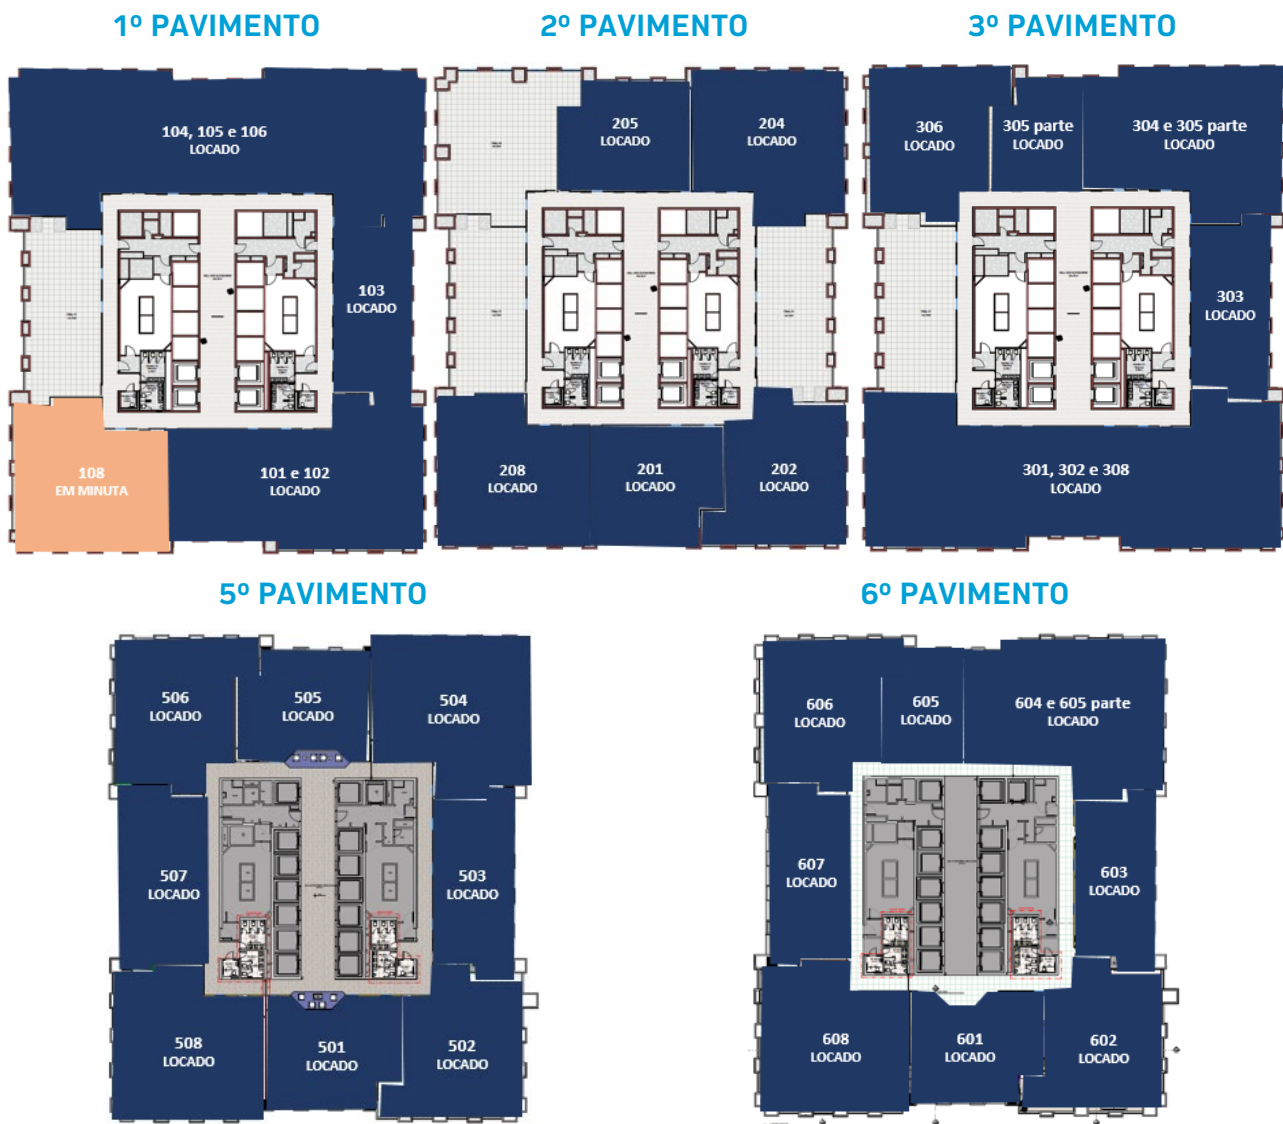 1º PAVIMENTO
2º PAVIMENTO
3º PAVIMENTO
104, 105 e 106
LOCADO
103
LOCADO
108
EM MINUTA
101 e 102
LOCADO
205
LOCADO
204
LOCADO
208
LOCADO
201
LOCADO
202
LOCADO
306
LOCADO
305 parte
LOCADO
304 e 305 parte
LOCADO
303
LOCADO
301, 302 e 308
LOCADO
5º PAVIMENTO
6º PAVIMENTO
506
LOCADO
505
LOCADO
504
LOCADO
507
LOCADO
503
LOCADO
508
LOCADO
501
LOCADO
502
LOCADO
606
LOCADO
605
LOCADO
604 e 605 parte
LOCADO
607
LOCADO
603
LOCADO
608
LOCADO
601
LOCADO
602
LOCADO